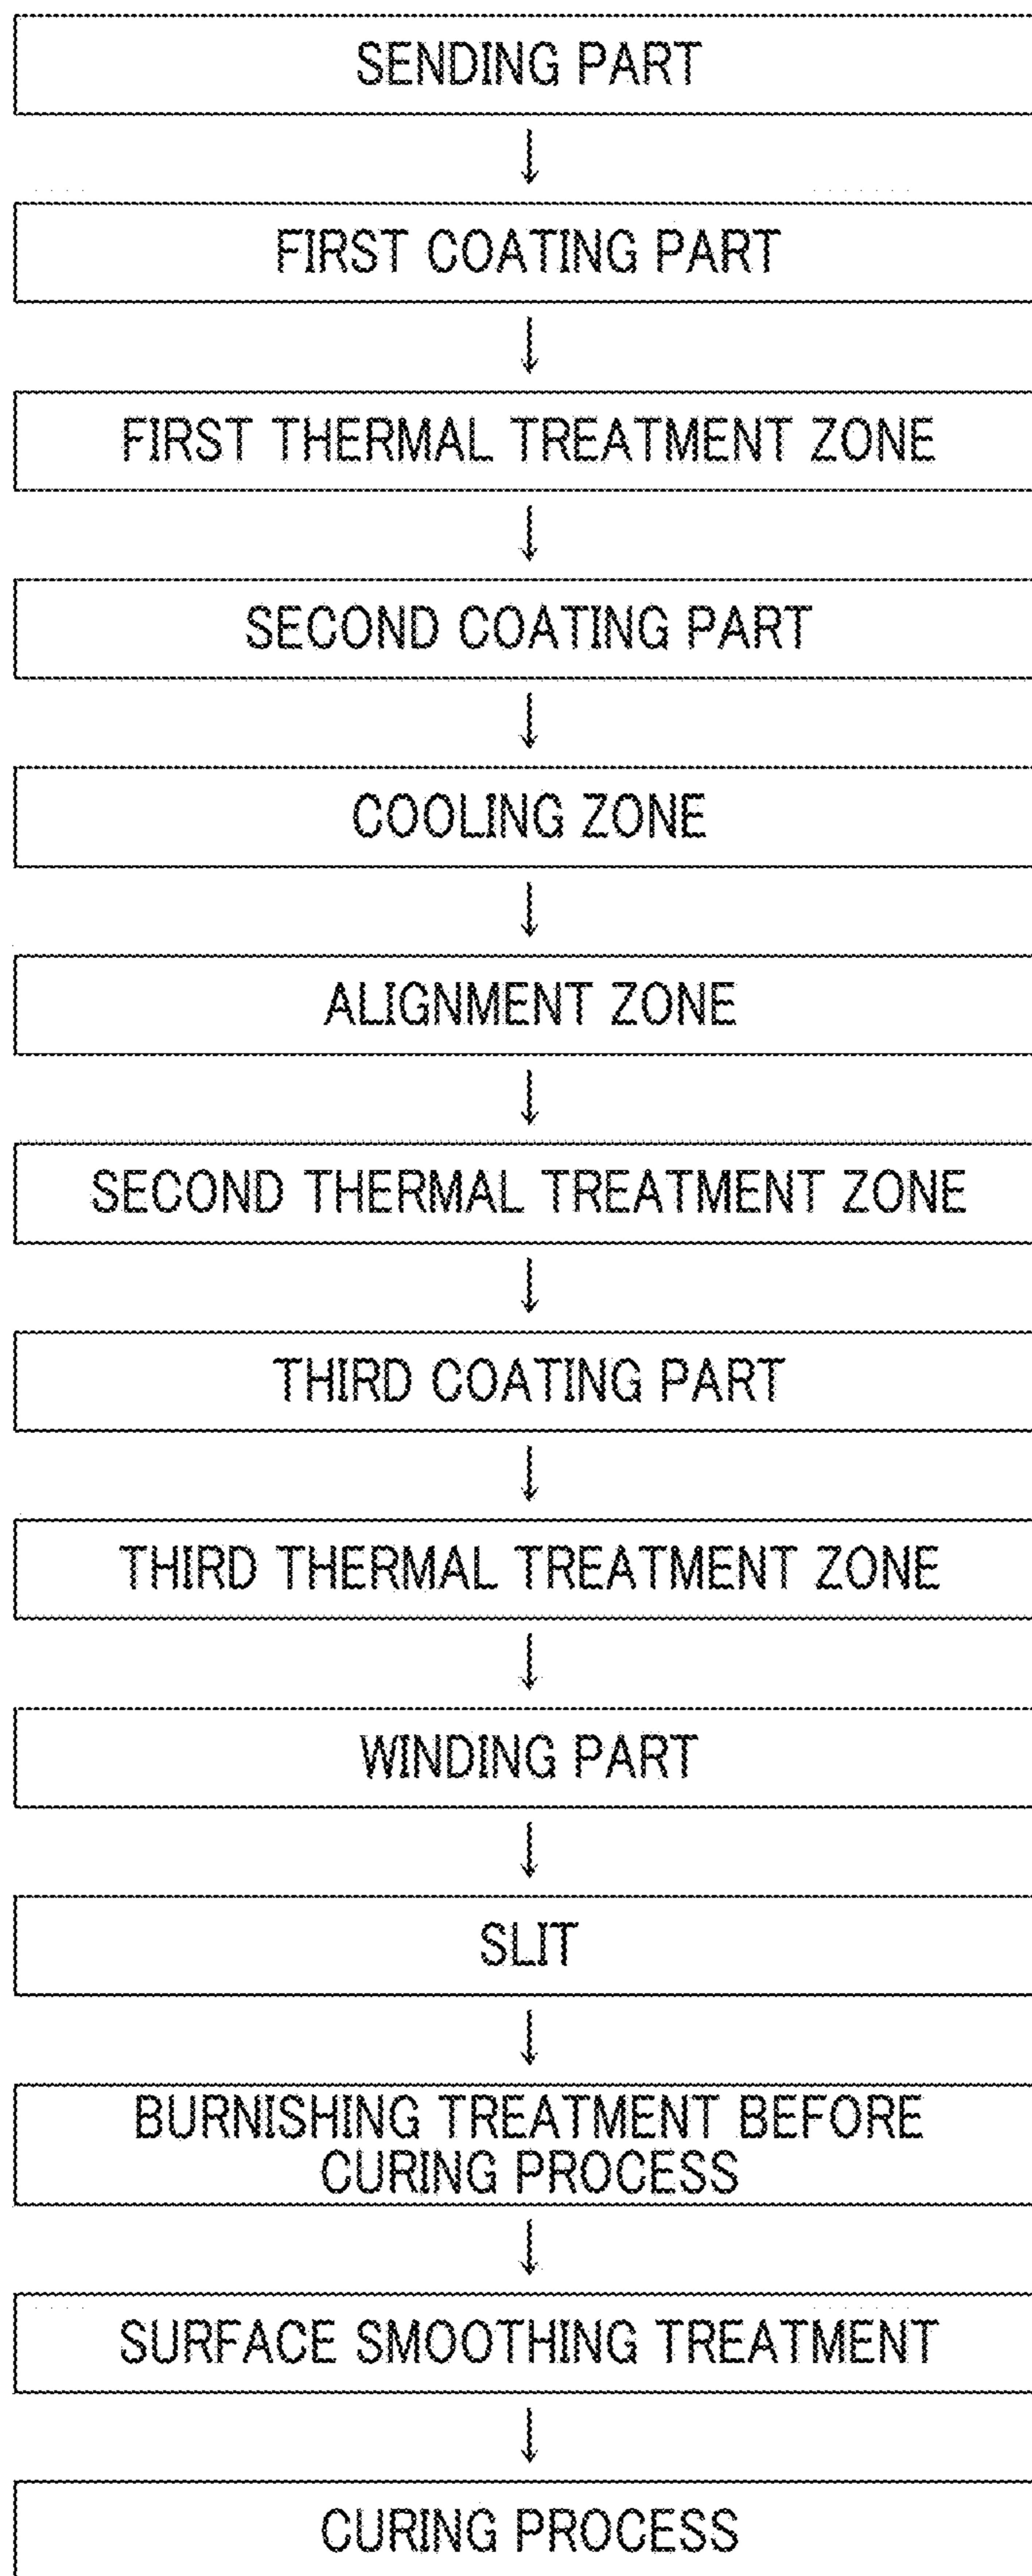 SENDING PART
FIRST COATING PART
FIRST THERMAL TREATMENT ZONE
SECOND COATING PART
COOLING ZONE
ALIGNMENT ZONE
SECOND THERMAL TREATMENT ZONE
THIRD COATING PART
THIRD THERMAL TREATMENT ZONE
WINDING PART
SLIT
BURNISHING TREATMENT BEFORE
CURING PROCESS
SURFACE SMOOTHING TREATMENT
CURING PROCESS